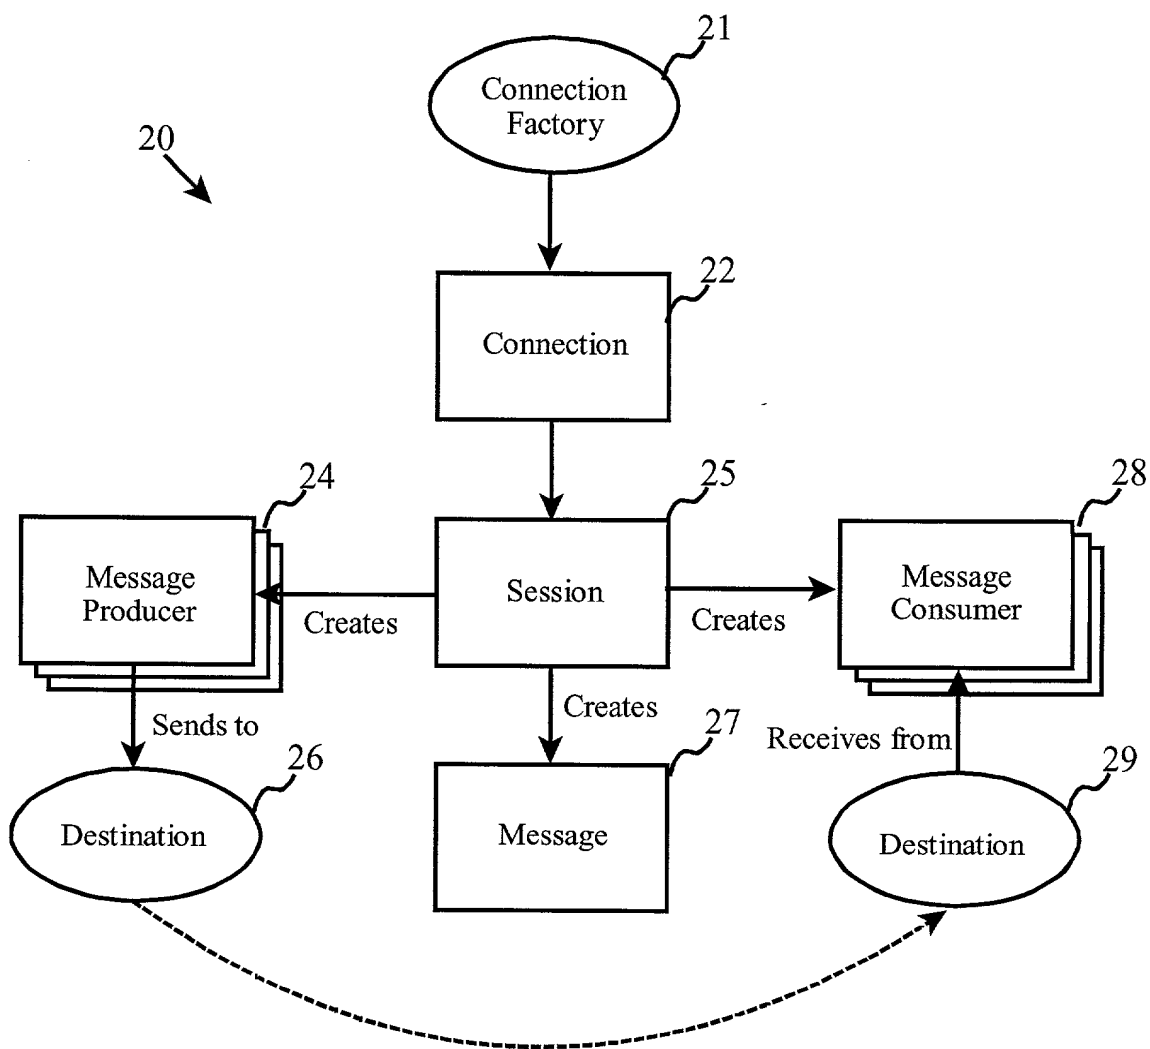 21
Connection
Factory
20
22
Connection
24
25
28
Message
Producer
Session
Message
Consumer
Creates
Creates
Sends to
Creates
27
Receives from
26
29
Destination
Message
Destination